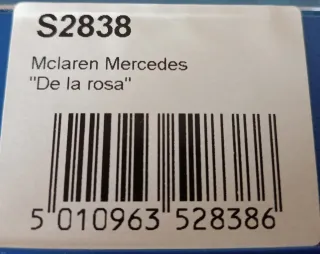 S2838
Mclaren Mercedes
"De la rosa"
5 010963 528386